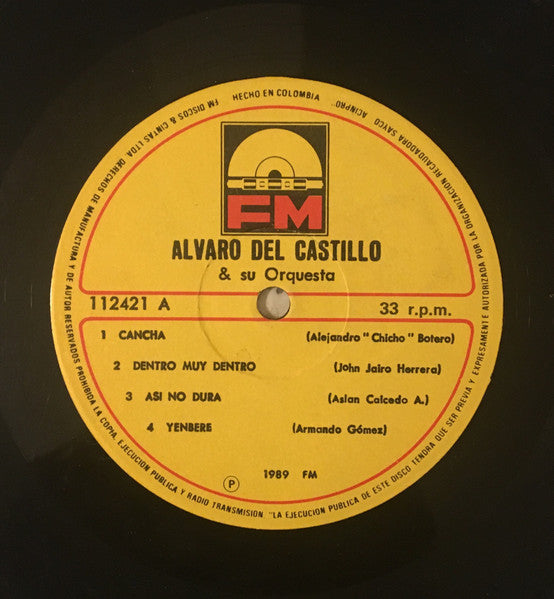 HECHO EN COLOMBIA
FM DISCOS & CINTAS LTDA. DERECHOS DE MANUFACTURA Y DE AUTOR RESERVADOS PROHIBIDA LA COPIA, EJECUCION PUBLICA Y RADIO TRANSMISION "LA EJECUCION PUBLICA DE ESTE DISCO TENDRA QUE SER PREVIA Y EXPRESAMENTE AUTORIZADA POR LA ORGANIZACION RECAUDADORA SAYCO ACINPRO"
FM
ALVARO DEL CASTILLO
& su Orquesta
112421 A 33 r.p.m.
1 CANCHA (Alejandro "Chicho" Botero)
2 DENTRO MUY DENTRO (John Jairo Herrera)
3 ASI NO DURA (Aslan Caicedo A.)
4 YENBERE (Armando Gómez)
P 1989 FM